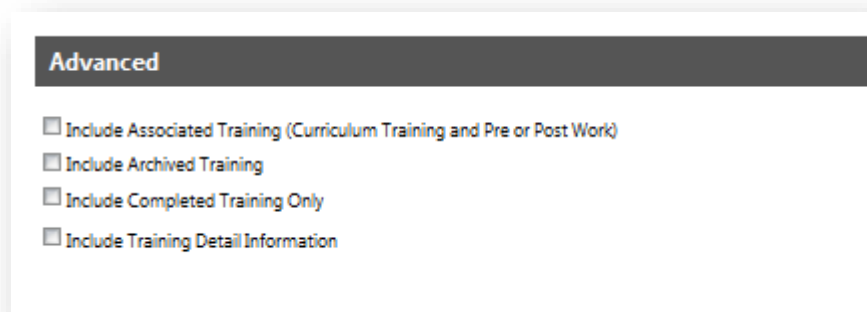 Advanced
Include Associated Training (Curriculum Training and Pre or Post Work)
Include Archived Training
Include Completed Training Only
Include Training Detail Information